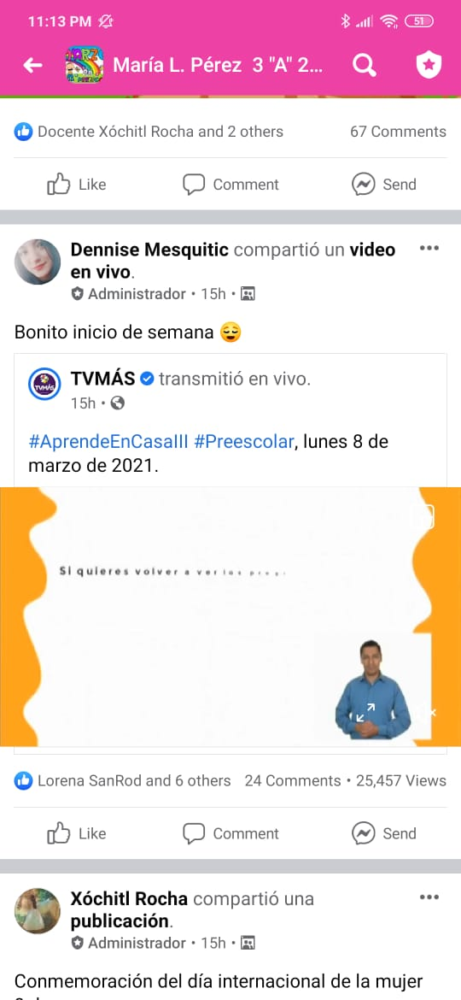 11:13 PM
51
María L. Pérez 3 "A" 2...
Docente Xóchitl Rocha and 2 others 67 Comments
Like Comment Send
Dennise Mesquitic compartió un video
en vivo.
Administrador • 15h •
Bonito inicio de semana
TVMÁS transmitió en vivo.
15h •
#AprendeEnCasaIII #Preescolar, lunes 8 de
marzo de 2021.
Si quieres volver a ver los
Lorena SanRod and 6 others 24 Comments • 25,457 Views
Like Comment Send
Xóchitl Rocha compartió una
publicación.
Administrador • 15h •
Conmemoración del día internacional de la mujer